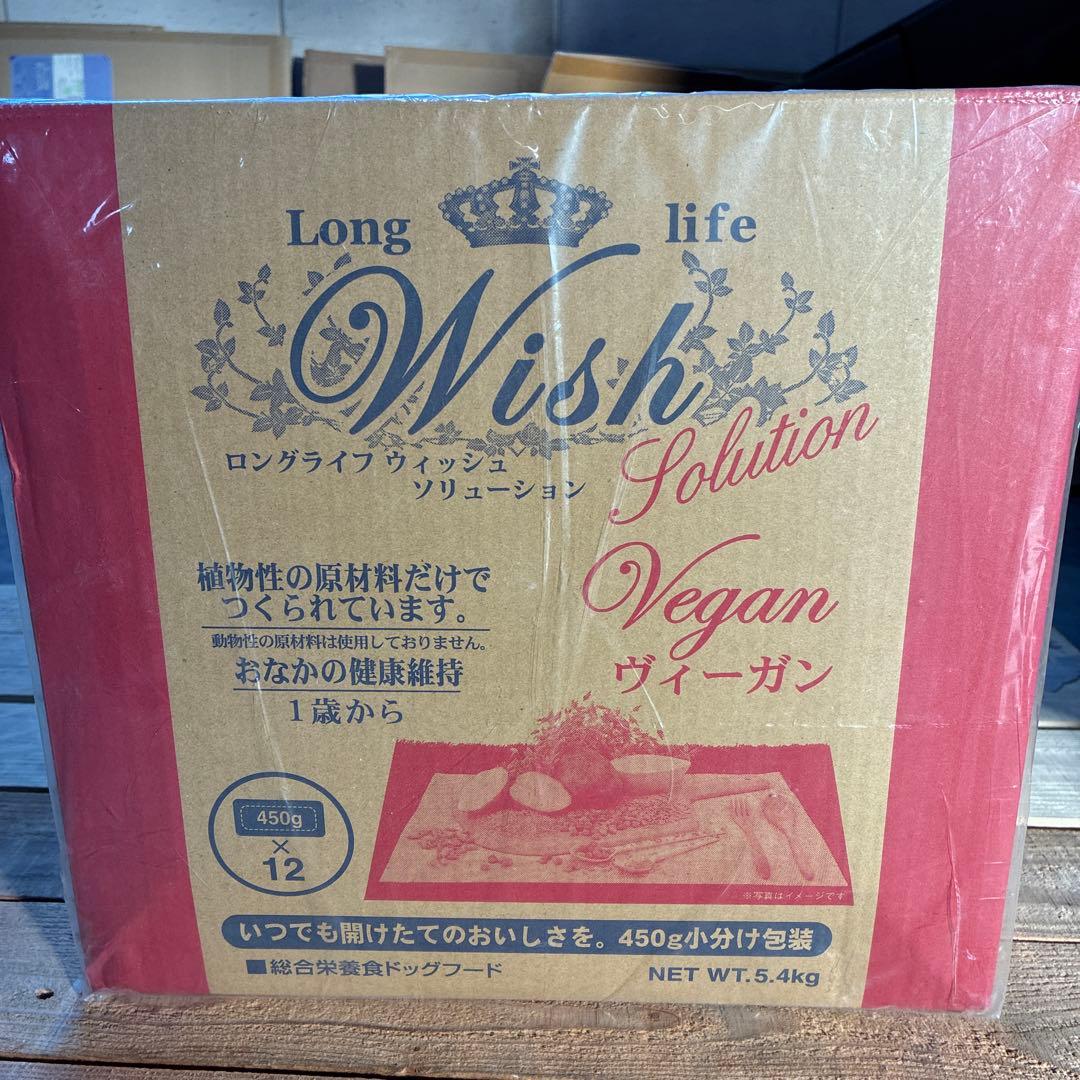 Long life
Wish
Solution
ロングライフ ウィッシュ
ソリューション
Vegan
ヴィーガン
植物性の原材料だけで
つくられています。
動物性の原材料は使用しておりません。
おなかの健康維持
1歳から
450g
×
12
※写真はイメージです
いつでも開けたてのおいしさを。450g小分け包装
■総合栄養食ドッグフード
NET WT.5.4kg